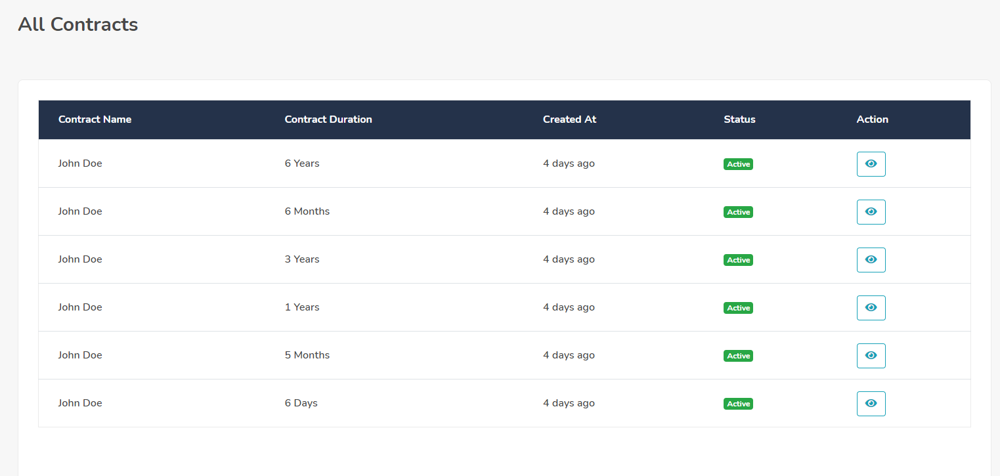 All Contracts
Contract Name Contract Duration Created At Status Action
John Doe 6 Years 4 days ago Active
John Doe 6 Months 4 days ago Active
John Doe 3 Years 4 days ago Active
John Doe 1 Years 4 days ago Active
John Doe 5 Months 4 days ago Active
John Doe 6 Days 4 days ago Active